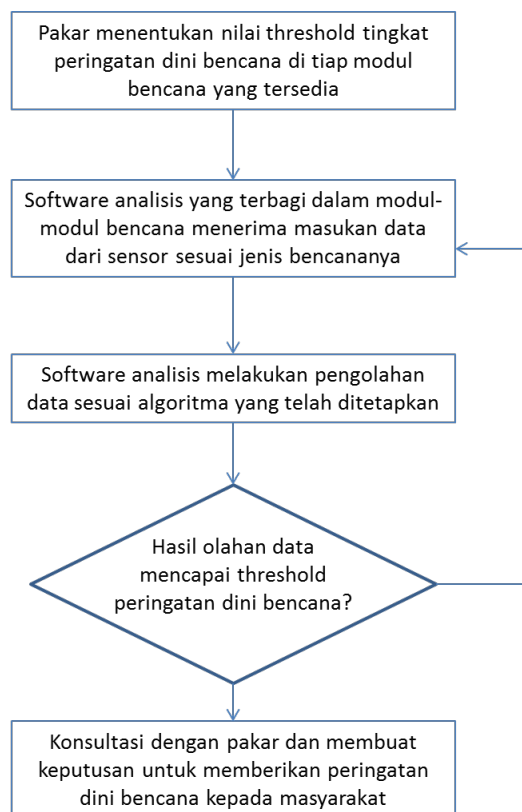 Pakar menentukan nilai threshold tingkat
peringatan dini bencana di tiap modul
bencana yang tersedia
Software analisis yang terbagi dalam modul-
modul bencana menerima masukan data
dari sensor sesuai jenis bencananya
Software analisis melakukan pengolahan
data sesuai algoritma yang telah ditetapkan
Hasil olahan data
mencapai threshold
peringatan dini bencana?
Konsultasi dengan pakar dan membuat
keputusan untuk memberikan peringatan
dini bencana kepada masyarakat